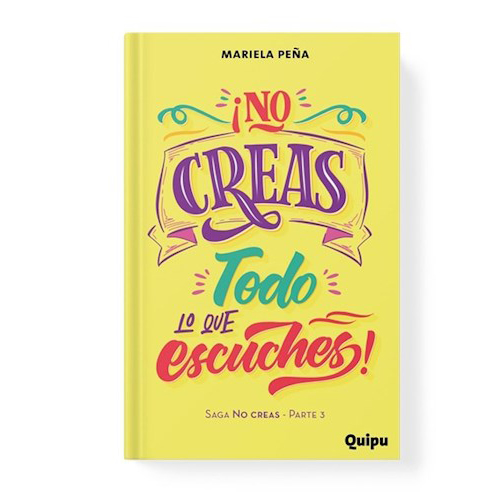 MARIELA PEÑA
¡NO
CREAS
Todo
LO QUE
escuches!
SAGA NO CREAS - PARTE 3
Quipu